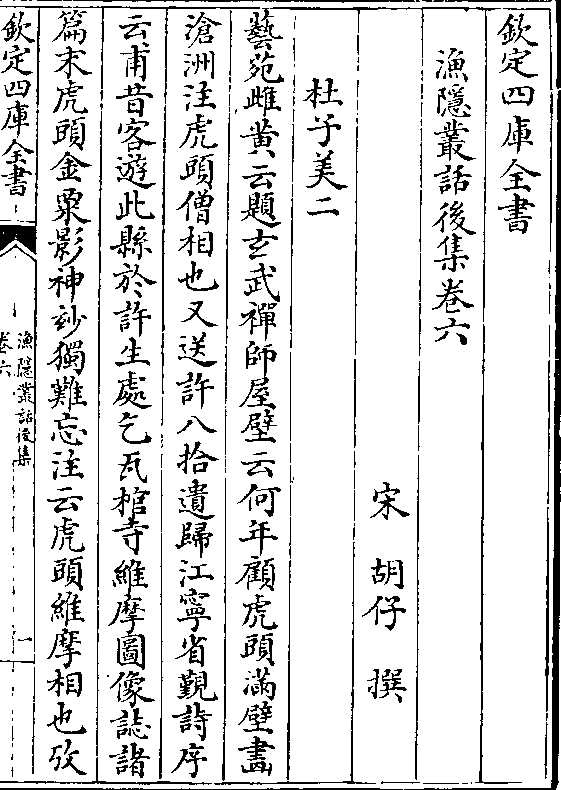 欽定四庫全書
漁隱叢話後集卷六
宋 胡仔 撰
杜子美二
藝苑雌黄云題玄武禪師屋壁云何年顧虎頭滿壁畫
滄洲注虎頭僧相也又送許八拾遺歸江寧省覲詩序
云甫昔客遊此縣於許生處乞瓦棺寺維摩圖像誌諸
篇末虎頭金粟影神妙獨難忘注云虎頭維摩相也攷
欽定四庫全書
漁隱叢話後集
卷六
一